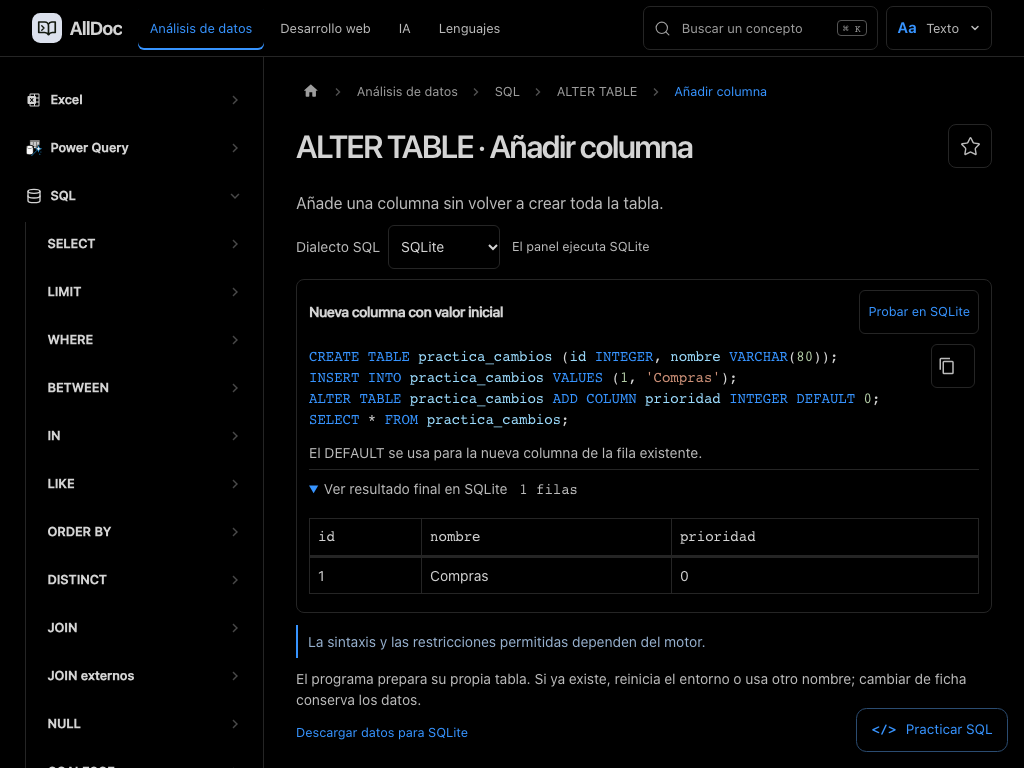 AllDoc
Análisis de datos
Desarrollo web
IA
Lenguajes
Buscar un concepto
⌘ K
Aa Texto
Excel
Power Query
SQL
SELECT
LIMIT
WHERE
BETWEEN
IN
LIKE
ORDER BY
DISTINCT
JOIN
JOIN externos
NULL
Análisis de datos > SQL > ALTER TABLE > Añadir columna
ALTER TABLE · Añadir columna
Añade una columna sin volver a crear toda la tabla.
Dialecto SQL SQLite El panel ejecuta SQLite
Nueva columna con valor inicial
Probar en SQLite
CREATE TABLE practica_cambios (id INTEGER, nombre VARCHAR(80));
INSERT INTO practica_cambios VALUES (1, 'Compras');
ALTER TABLE practica_cambios ADD COLUMN prioridad INTEGER DEFAULT 0;
SELECT * FROM practica_cambios;
El DEFAULT se usa para la nueva columna de la fila existente.
Ver resultado final en SQLite 1 filas
id nombre prioridad
1 Compras 0
La sintaxis y las restricciones permitidas dependen del motor.
El programa prepara su propia tabla. Si ya existe, reinicia el entorno o usa otro nombre; cambiar de ficha
conserva los datos.
Descargar datos para SQLite
</> Practicar SQL